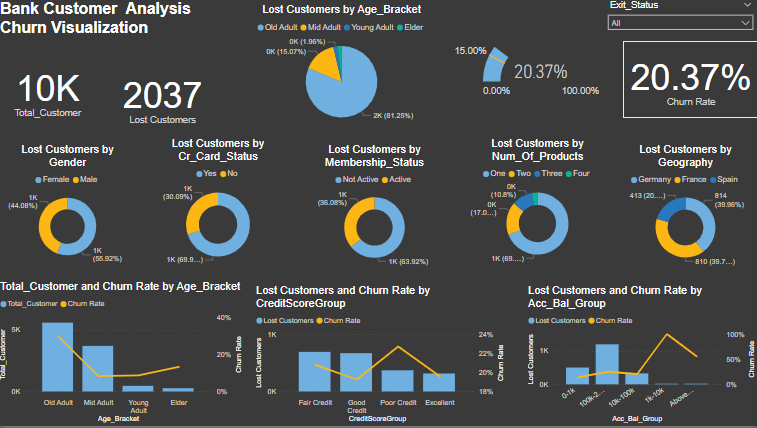 Bank Customer Analysis
Churn Visualization
10K
Total_Customer
2037
Lost Customers
Lost Customers by Age_Bracket
Old Adult Mid Adult Young Adult Elder
0K (1.96%)
0K (15.07%)
2K (81.25%)
15.00%
20.37%
0.00%
100.00%
Exit_Status
All
20.37%
Churn Rate
Lost Customers by
Gender
Female Male
1K
(44.08%)
1K
(55.92%)
Lost Customers by
Cr_Card_Status
Yes No
1K
(30.09%)
1K (69.9...)
Lost Customers by
Membership_Status
Not Active Active
1K
(36.08%)
1K (63.92%)
Lost Customers by
Num_Of_Products
One Two Three Four
0K
(10.8%)
0K
(17.0...)
1K (69....)
Lost Customers by
Geography
Germany France Spain
413 (20....)
814
(39.96%)
810 (39.7...)
Total_Customer and Churn Rate by Age_Bracket
Total_Customer Churn Rate
Total_Customer
5K
0K
40%
20%
0%
Churn Rate
Old Adult
Mid Adult
Young
Adult
Elder
Age_Bracket
Lost Customers and Churn Rate by
CreditScoreGroup
Lost Customers Churn Rate
Lost Customers
1K
0K
24%
22%
20%
18%
Churn Rate
Fair Credit
Good
Credit
Poor Credit
Excellent
CreditScoreGroup
Lost Customers and Churn Rate by
Acc_Bal_Group
Lost Customers Churn Rate
Lost Customers
1K
0K
100%
50%
0%
Churn Rate
0-1k
100k-2...
10k-100k
1k-10k
Above...
Acc_Bal_Group